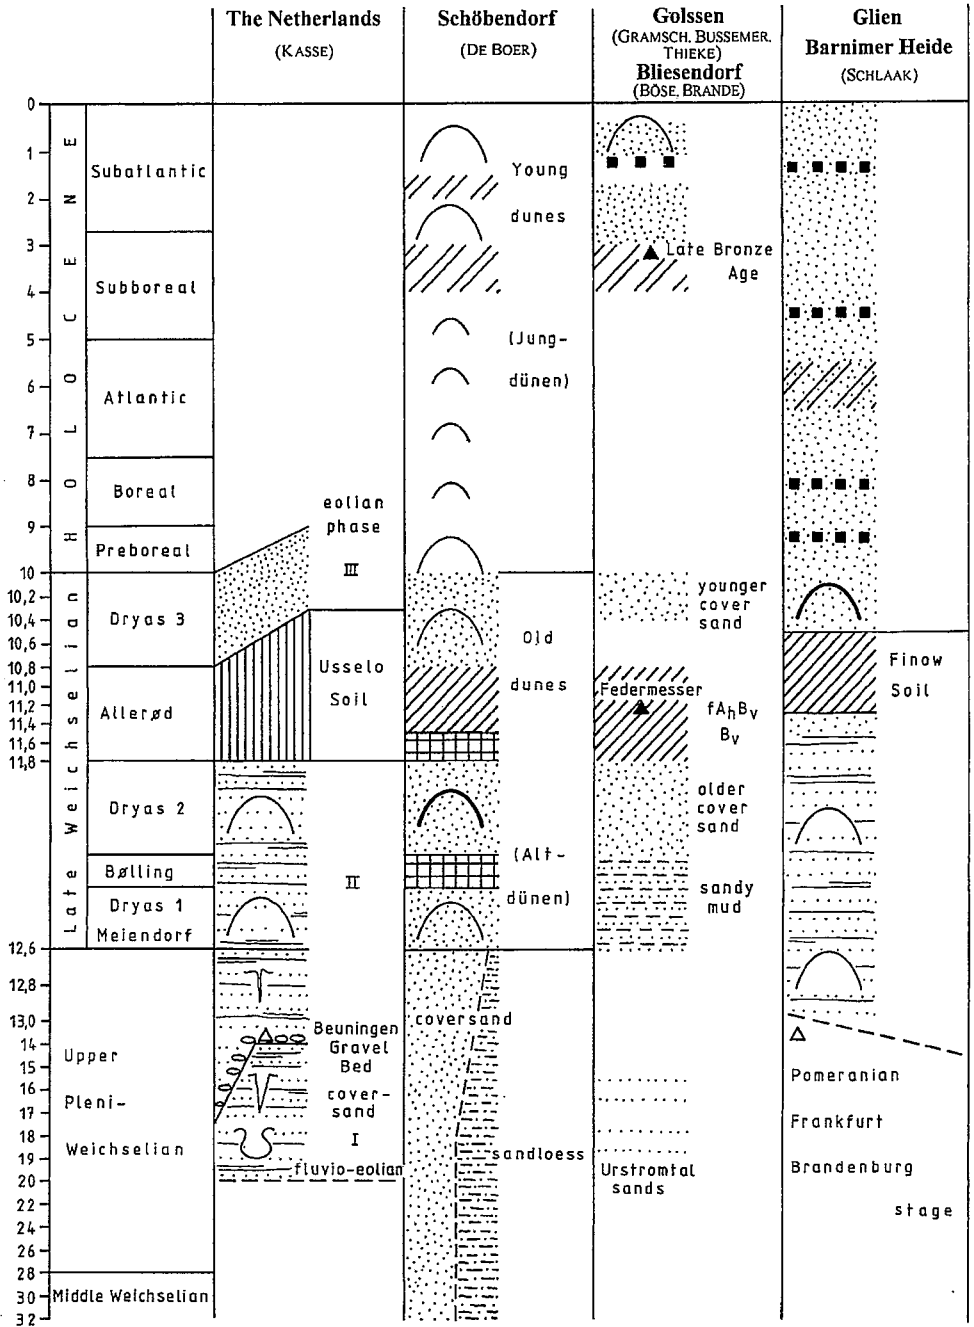 The Netherlands
(KASSE)
Schöbendorf
(DE BOER)
Golssen
(GRAMSCH, BUSSEMER,
THIEKE)
Bliesendorf
(BÖSE, BRANDE)
Glien
Barnimer Heide
(SCHLAAK)
0
1
2
3
4
5
6
7
8
9
10
10,2
10,4
10,6
10,8
11,0
11,2
11,4
11,6
11,8
12,6
12,8
13,0
14
15
16
17
18
19
20
22
24
26
28
30
32
HOLOCENE
Late Weichselian
Subatlantic
Subboreal
Atlantic
Boreal
Preboreal
Dryas 3
Allerød
Dryas 2
Bølling
Dryas 1
Meiendorf
Upper
Pleni-
Weichselian
Middle Weichselian
eolian
phase
III
Usselo
Soil
II
Beuningen
Gravel
Bed
cover-
sand
I
fluvio-eolian
Young
dunes
(Jung-
dünen)
Old
dunes
(Alt-
dünen)
coversand
sandloess
Late Bronze
Age
younger
cover
sand
Federmesser
fAhBv
Bv
older
cover
sand
sandy
mud
Urstromtal
sands
Finow
Soil
Pomeranian
Frankfurt
Brandenburg
stage